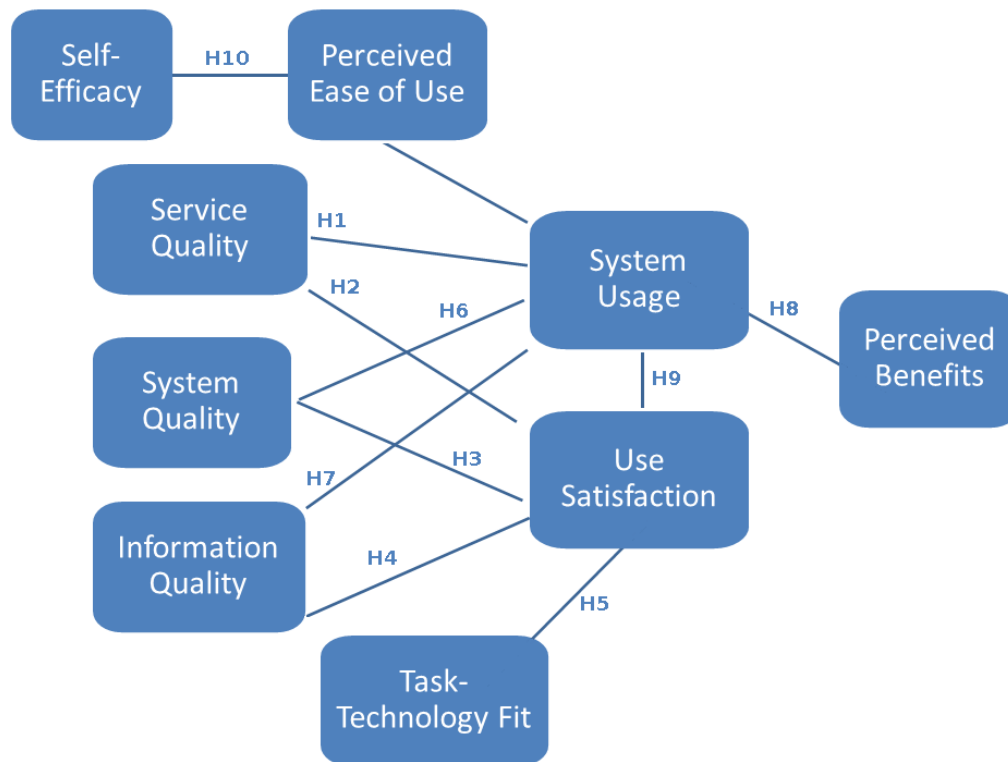 Self-
Efficacy
H10
Perceived
Ease of Use
Service
Quality
H1
H2
System
Usage
H6
H8
Perceived
Benefits
System
Quality
H9
H3
Use
Satisfaction
H7
Information
Quality
H4
H5
Task-
Technology Fit